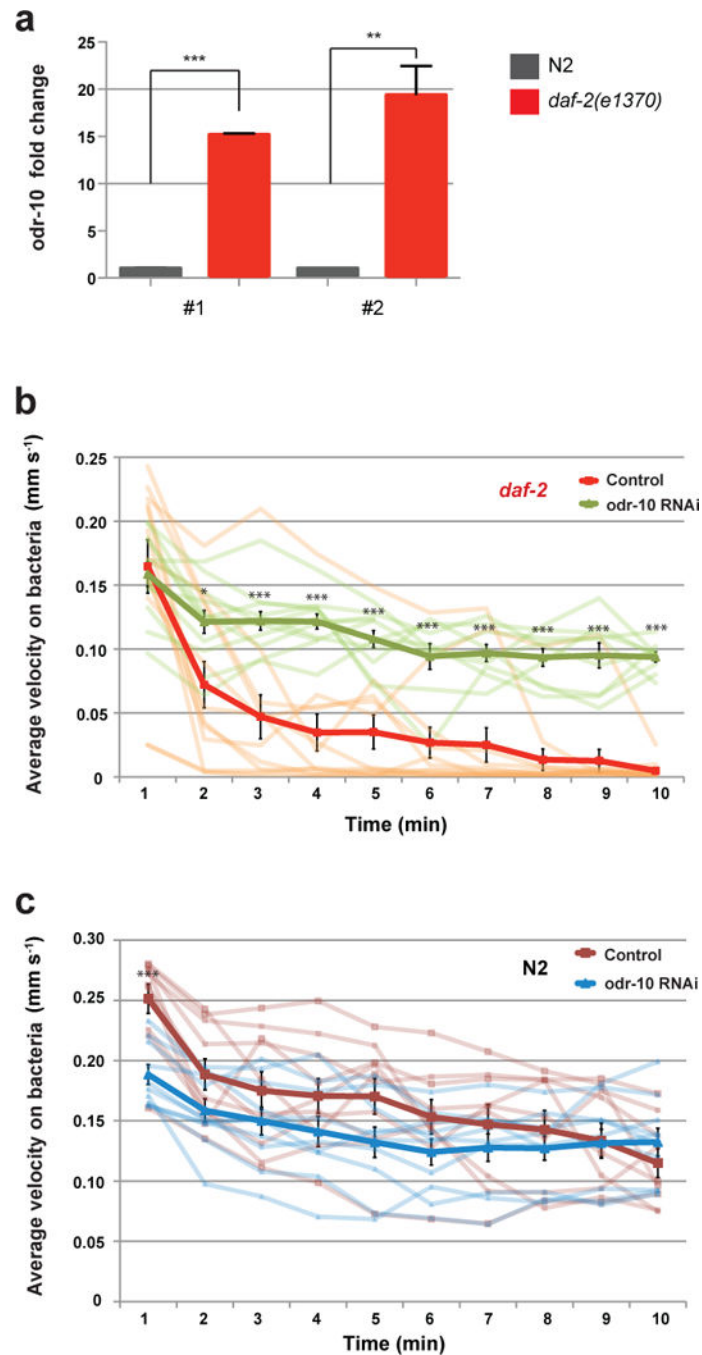 a
odr-10 fold change
25
20
15
10
5
0
***
**
#1
#2
N2
daf-2(e1370)
b
Average velocity on bacteria (mm s-1)
0.25
0.20
0.15
0.10
0.05
0
daf-2
Control
odr-10 RNAi
*
***
***
***
***
***
***
***
***
1 2 3 4 5 6 7 8 9 10
Time (min)
c
Average velocity on bacteria (mm s-1)
0.30
0.25
0.20
0.15
0.10
0.05
0
N2
Control
odr-10 RNAi
***
1 2 3 4 5 6 7 8 9 10
Time (min)